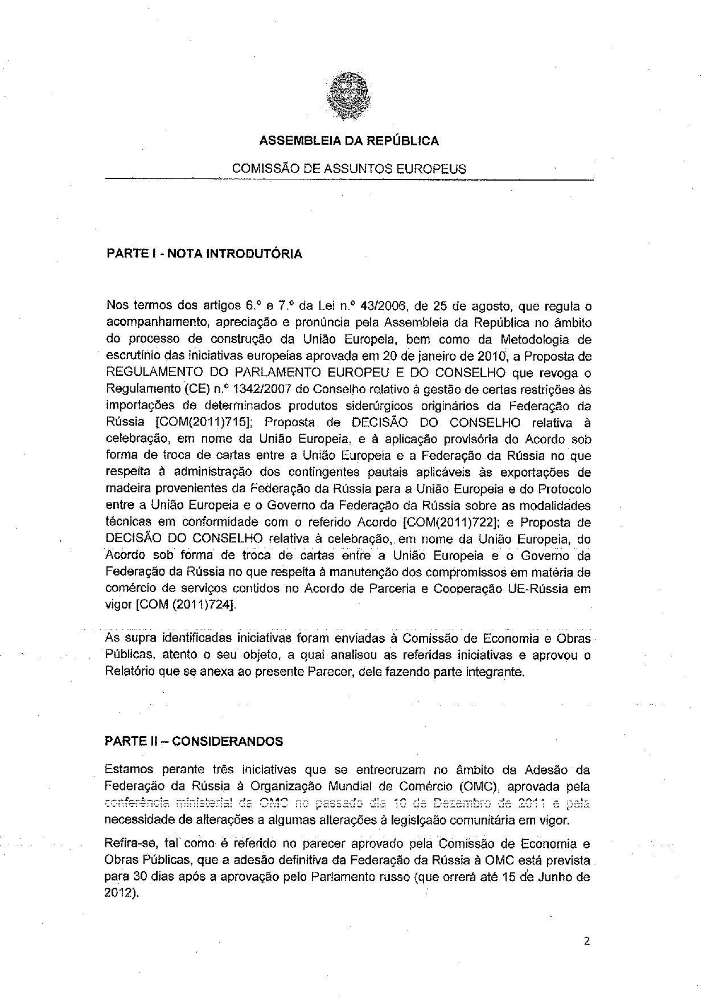 ASSEMBLEIA DA REPÚBLICA
COMISSÃO DE ASSUNTOS EUROPEUS
PARTE I - NOTA INTRODUTÓRIA
Nos termos dos artigos 6.º e 7.º da Lei n.º 43/2006, de 25 de agosto, que regula o
acompanhamento, apreciação e pronúncia pela Assembleia da República no âmbito
do processo de construção da União Europeia, bem como da Metodologia de
escrutínio das iniciativas europeias aprovada em 20 de janeiro de 2010, a Proposta de
REGULAMENTO DO PARLAMENTO EUROPEU E DO CONSELHO que revoga o
Regulamento (CE) n.º 1342/2007 do Conselho relativo à gestão de certas restrições às
importações de determinados produtos siderúrgicos originários da Federação da
Rússia [COM(2011)715]; Proposta de DECISÃO DO CONSELHO relativa à
celebração, em nome da União Europeia, e à aplicação provisória do Acordo sob
forma de troca de cartas entre a União Europeia e a Federação da Rússia no que
respeita à administração dos contingentes pautais aplicáveis às exportações de
madeira provenientes da Federação da Rússia para a União Europeia e do Protocolo
entre a União Europeia e o Governo da Federação da Rússia sobre as modalidades
técnicas em conformidade com o referido Acordo [COM(2011)722]; e Proposta de
DECISÃO DO CONSELHO relativa à celebração, em nome da União Europeia, do
Acordo sob forma de troca de cartas entre a União Europeia e o Governo da
Federação da Rússia no que respeita à manutenção dos compromissos em matéria de
comércio de serviços contidos no Acordo de Parceria e Cooperação UE-Rússia em
vigor [COM (2011)724].
As supra identificadas iniciativas foram enviadas à Comissão de Economia e Obras
Públicas, atento o seu objeto, a qual analisou as referidas iniciativas e aprovou o
Relatório que se anexa ao presente Parecer, dele fazendo parte integrante.
PARTE II – CONSIDERANDOS
Estamos perante três iniciativas que se entrecruzam no âmbito da Adesão da
Federação da Rússia à Organização Mundial de Comércio (OMC), aprovada pela
conferência ministerial da OMC no passado dia de Dezembro de 2011 e pela
necessidade de alterações a algumas alterações à legislçaão comunitária em vigor.
Refira-se, tal como é referido no parecer aprovado pela Comissão de Economia e
Obras Públicas, que a adesão definitiva da Federação da Rússia à OMC está prevista
para 30 dias após a aprovação pelo Parlamento russo (que orrerá até 15 de Junho de
2012).
2